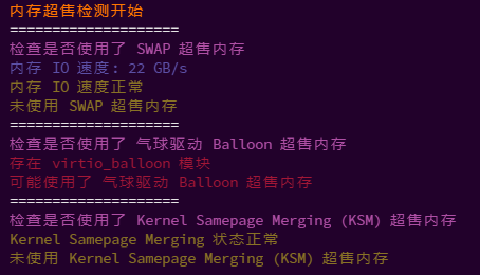 内存超售检测开始
====================
检查是否使用了 SWAP 超售内存
内存 IO 速度: 22 GB/s
内存 IO 速度正常
未使用 SWAP 超售内存
====================
检查是否使用了 气球驱动 Balloon 超售内存
存在 virtio_balloon 模块
可能使用了 气球驱动 Balloon 超售内存
====================
检查是否使用了 Kernel Samepage Merging (KSM) 超售内存
Kernel Samepage Merging 状态正常
未使用 Kernel Samepage Merging (KSM) 超售内存